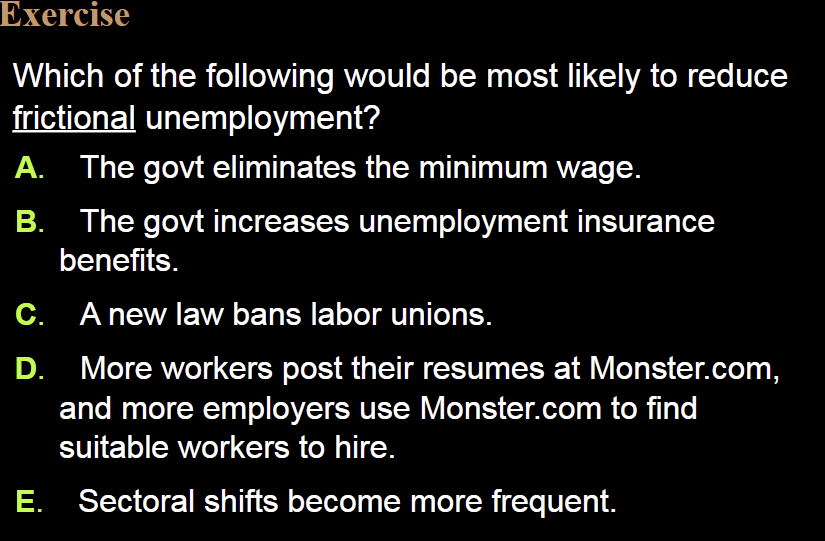 Exercise
Which of the following would be most likely to reduce
frictional unemployment?
A. The govt eliminates the minimum wage.
B. The govt increases unemployment insurance
benefits.
C. A new law bans labor unions.
D. More workers post their resumes at Monster.com,
and more employers use Monster.com to find
suitable workers to hire.
E. Sectoral shifts become more frequent.